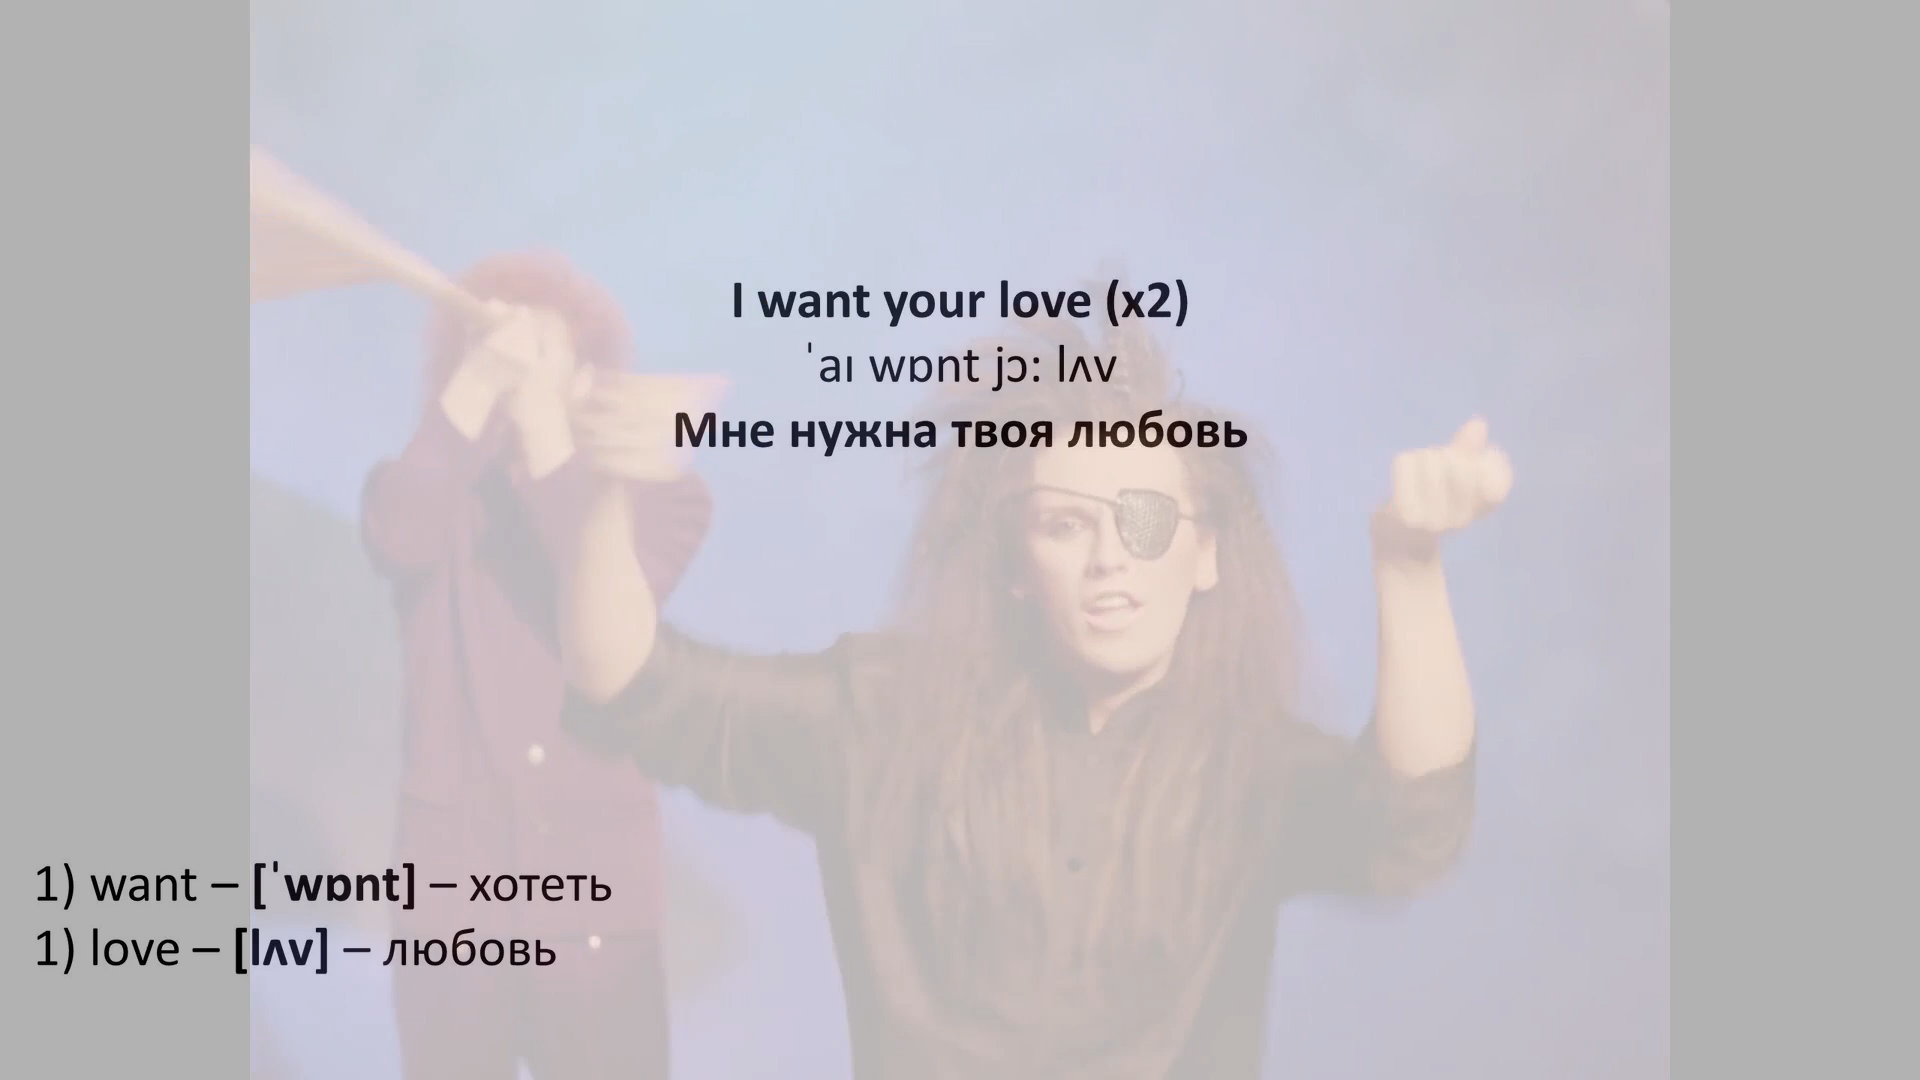 I want your love (x2)
ˈaɪ wɒnt jɔ: lʌv
Мне нужна твоя любовь
1) want – [ˈwɒnt] – хотеть
1) love – [lʌv] – любовь